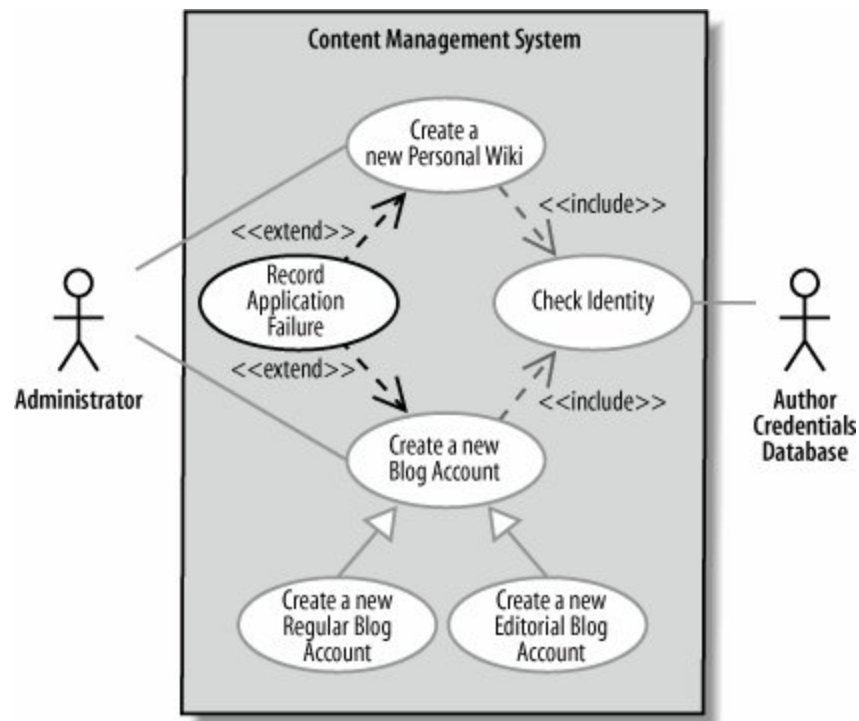 Content Management System
Create a
new Personal Wiki
<<include>>
<<extend>>
Record
Application
Failure
Check Identity
<<extend>>
<<include>>
Administrator
Author
Credentials
Database
Create a new
Blog Account
Create a new
Regular Blog
Account
Create a new
Editorial Blog
Account